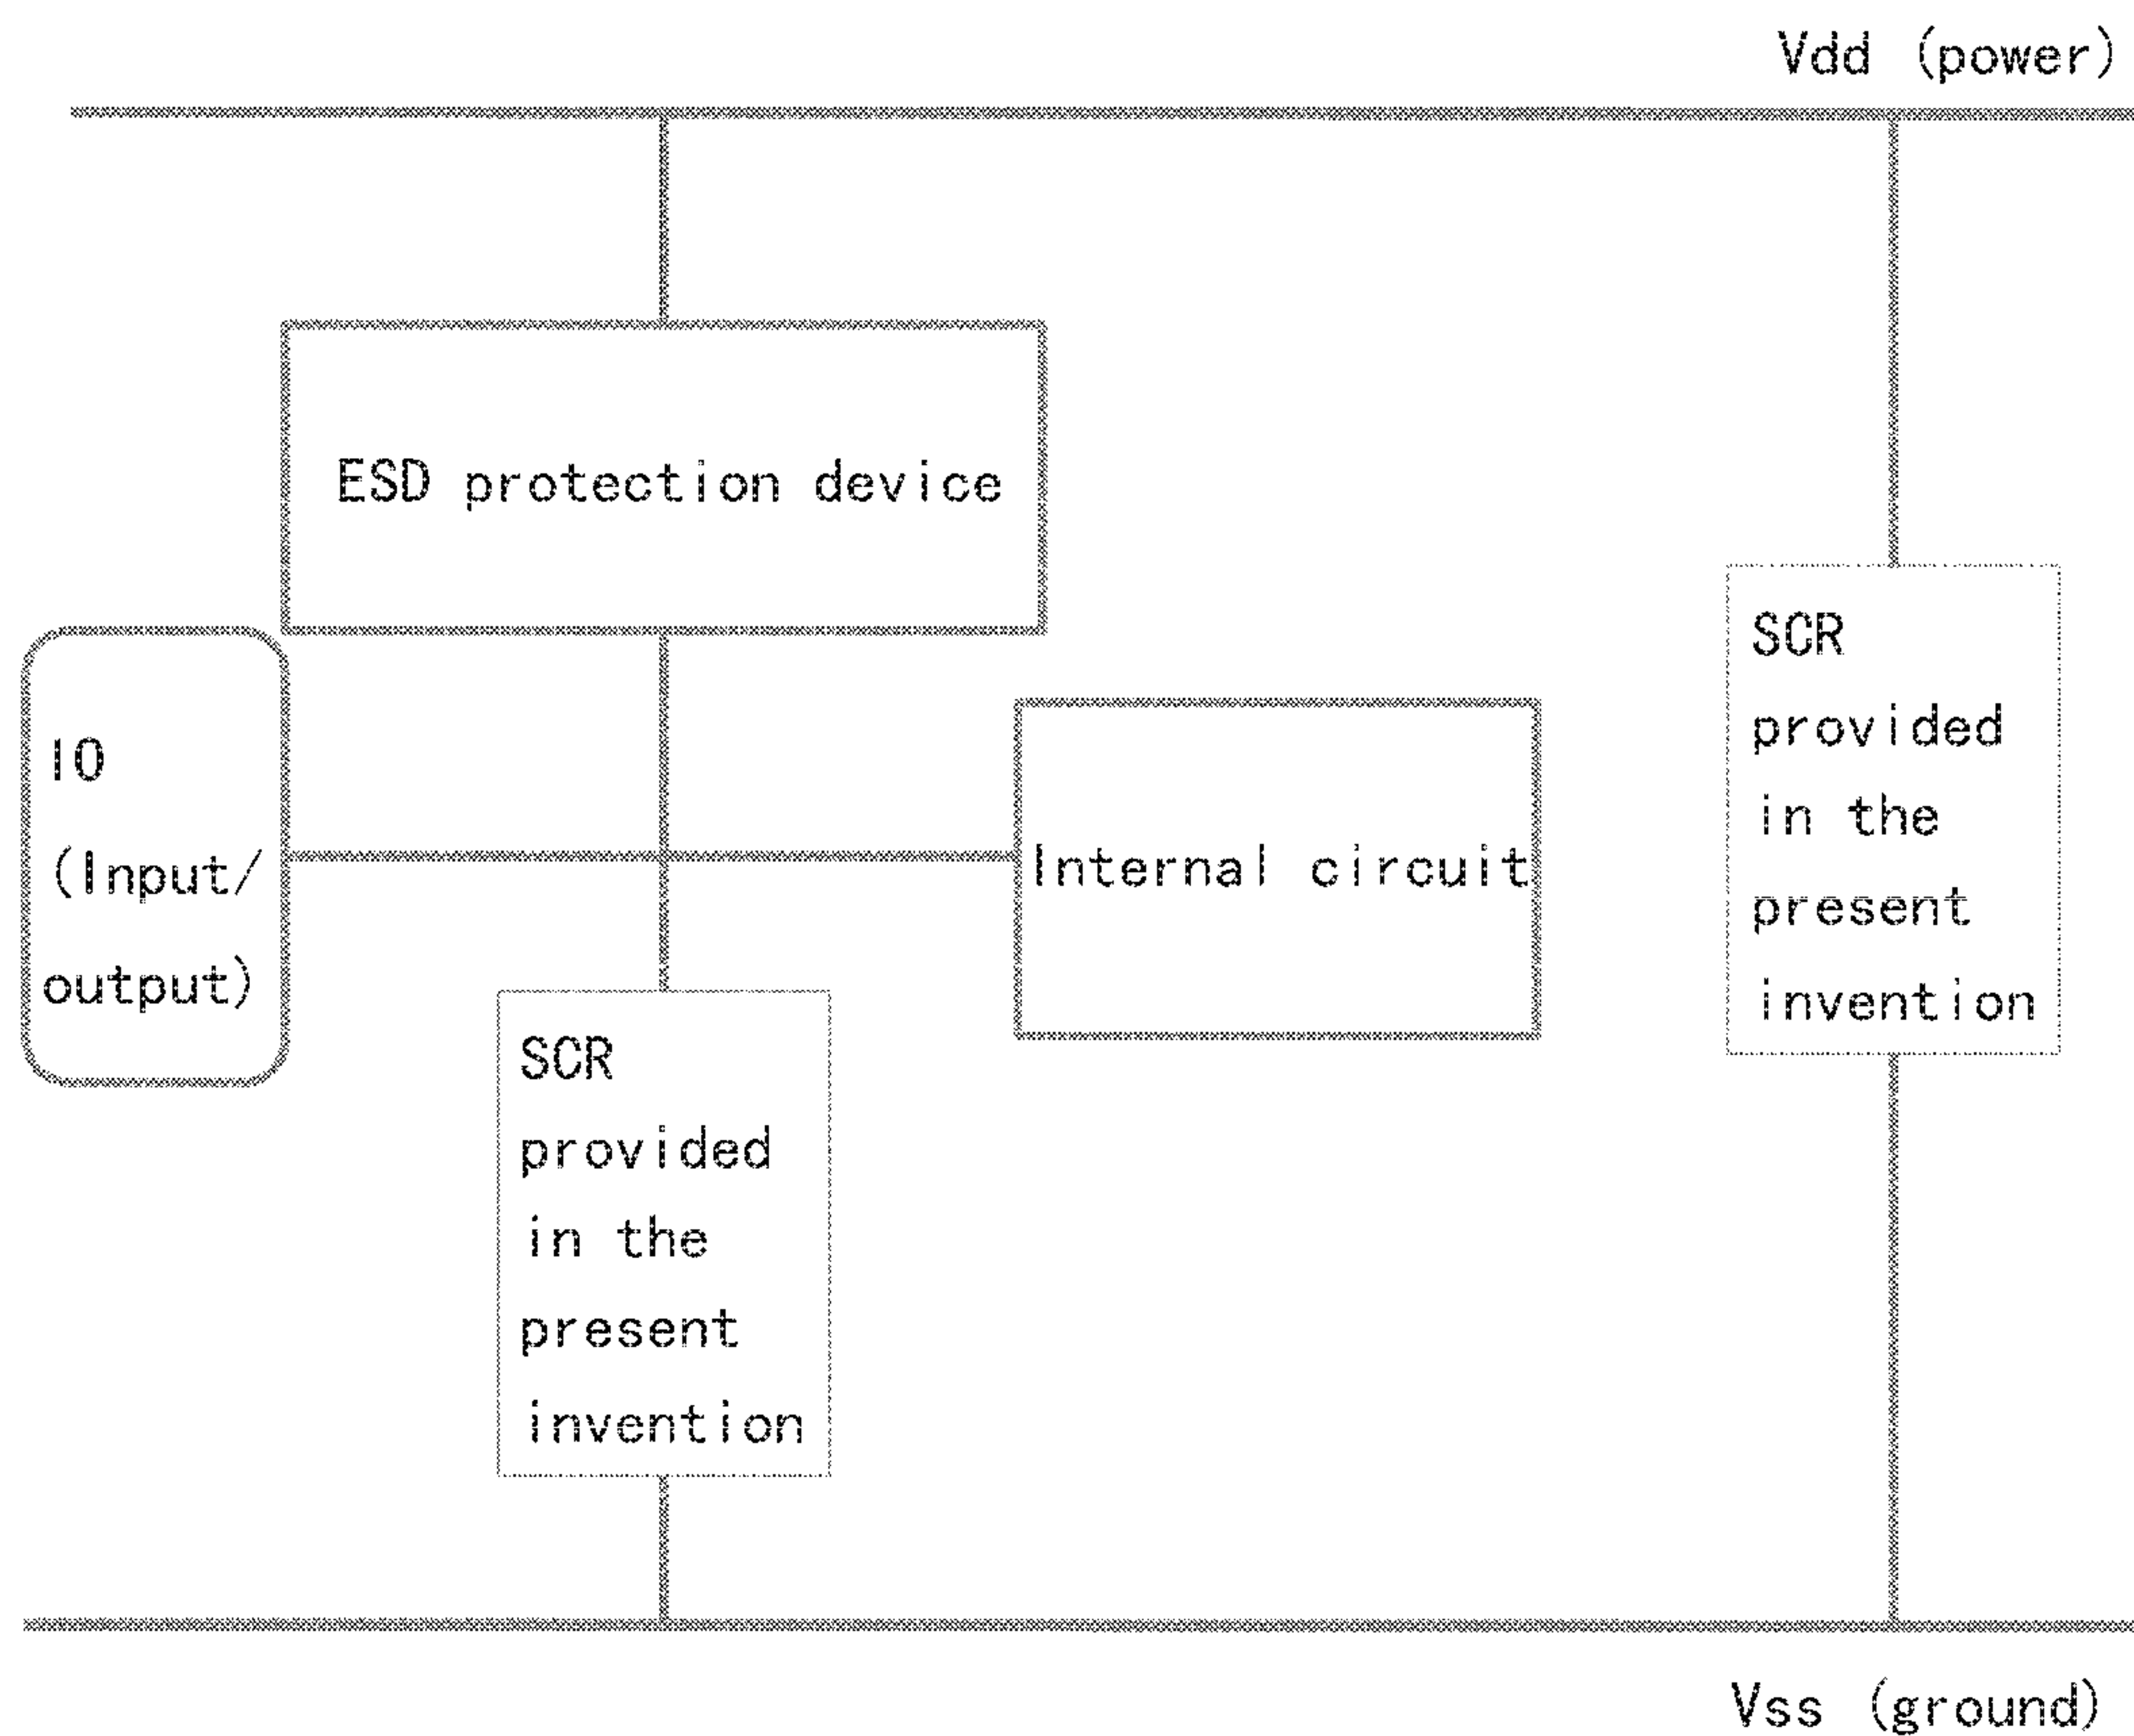 Vdd (power)
ESD protection device
IO
(Input/
output)
Internal circuit
SCR
provided
in the
present
invention
SCR
provided
in the
present
invention
Vss (ground)